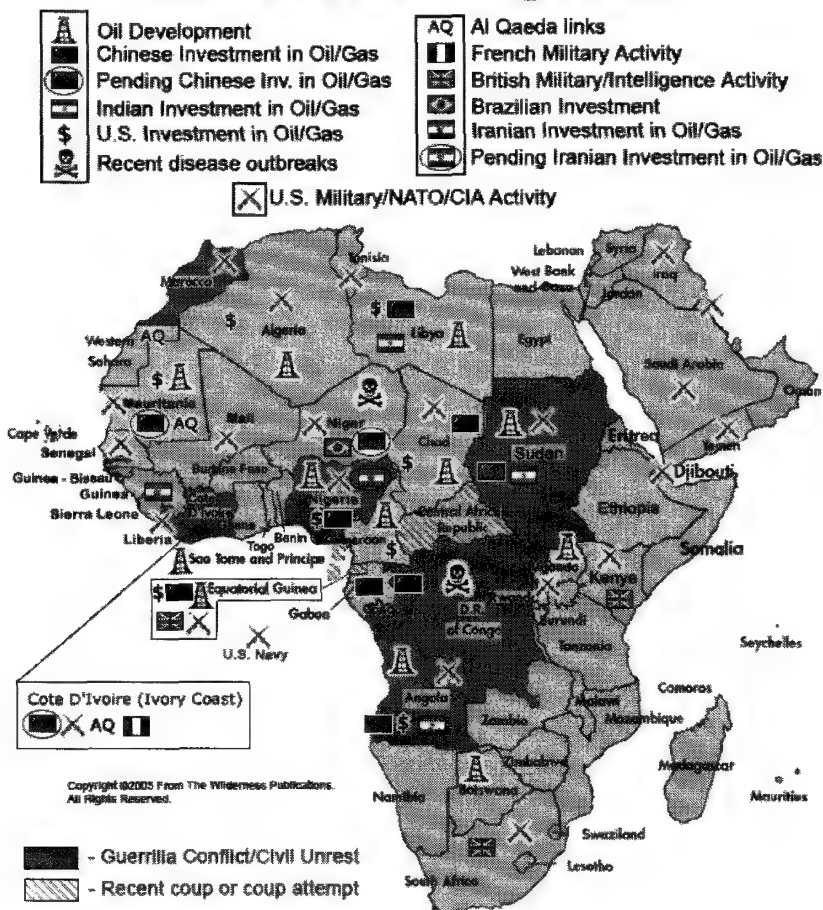 Oil Development
Chinese Investment in Oil/Gas
Pending Chinese Inv. in Oil/Gas
Indian Investment in Oil/Gas
$ U.S. Investment in Oil/Gas
Recent disease outbreaks
AQ Al Qaeda links
French Military Activity
British Military/Intelligence Activity
Brazilian Investment
Iranian Investment in Oil/Gas
Pending Iranian Investment in Oil/Gas
U.S. Military/NATO/CIA Activity
Tunisia
Lebanan
Syria
Iraq
West Bank
and Gaza
Jordan
Morocco
$
Algeria
$
Libya
Egypt
Western
Sahara
AQ
Saudi Arabia
Oman
$
Mauritania
AQ
Mali
Niger
Chad
Sudan
Eritrea
Yemen
Djibouti
Cape Verde
Senegal
Guinea - Bissau
Guinea
Sierra Leone
Liberia
Burkina Faso
Cote
D'Ivoire
Ghana
Togo
Benin
Nigeria
$
$
Cameroon
$
Central African
Republic
Ethiopia
Somalia
Sao Tome and Principe
$
Equatorial Guinea
Gabon
D.R.
of Congo
Uganda
Rwanda
Burundi
Kenya
Tanzania
Seychelles
U.S. Navy
Cote D'Ivoire (Ivory Coast)
AQ
Angola
$
Zambia
Malawi
Mozambique
Comoros
Zimbabwe
Madagascar
Mauritius
Namibia
Botswana
Swaziland
Lesotho
South Africa
Copyright ©2005 From The Wilderness Publications.
All Rights Reserved.
- Guerrilla Conflict/Civil Unrest
- Recent coup or coup attempt